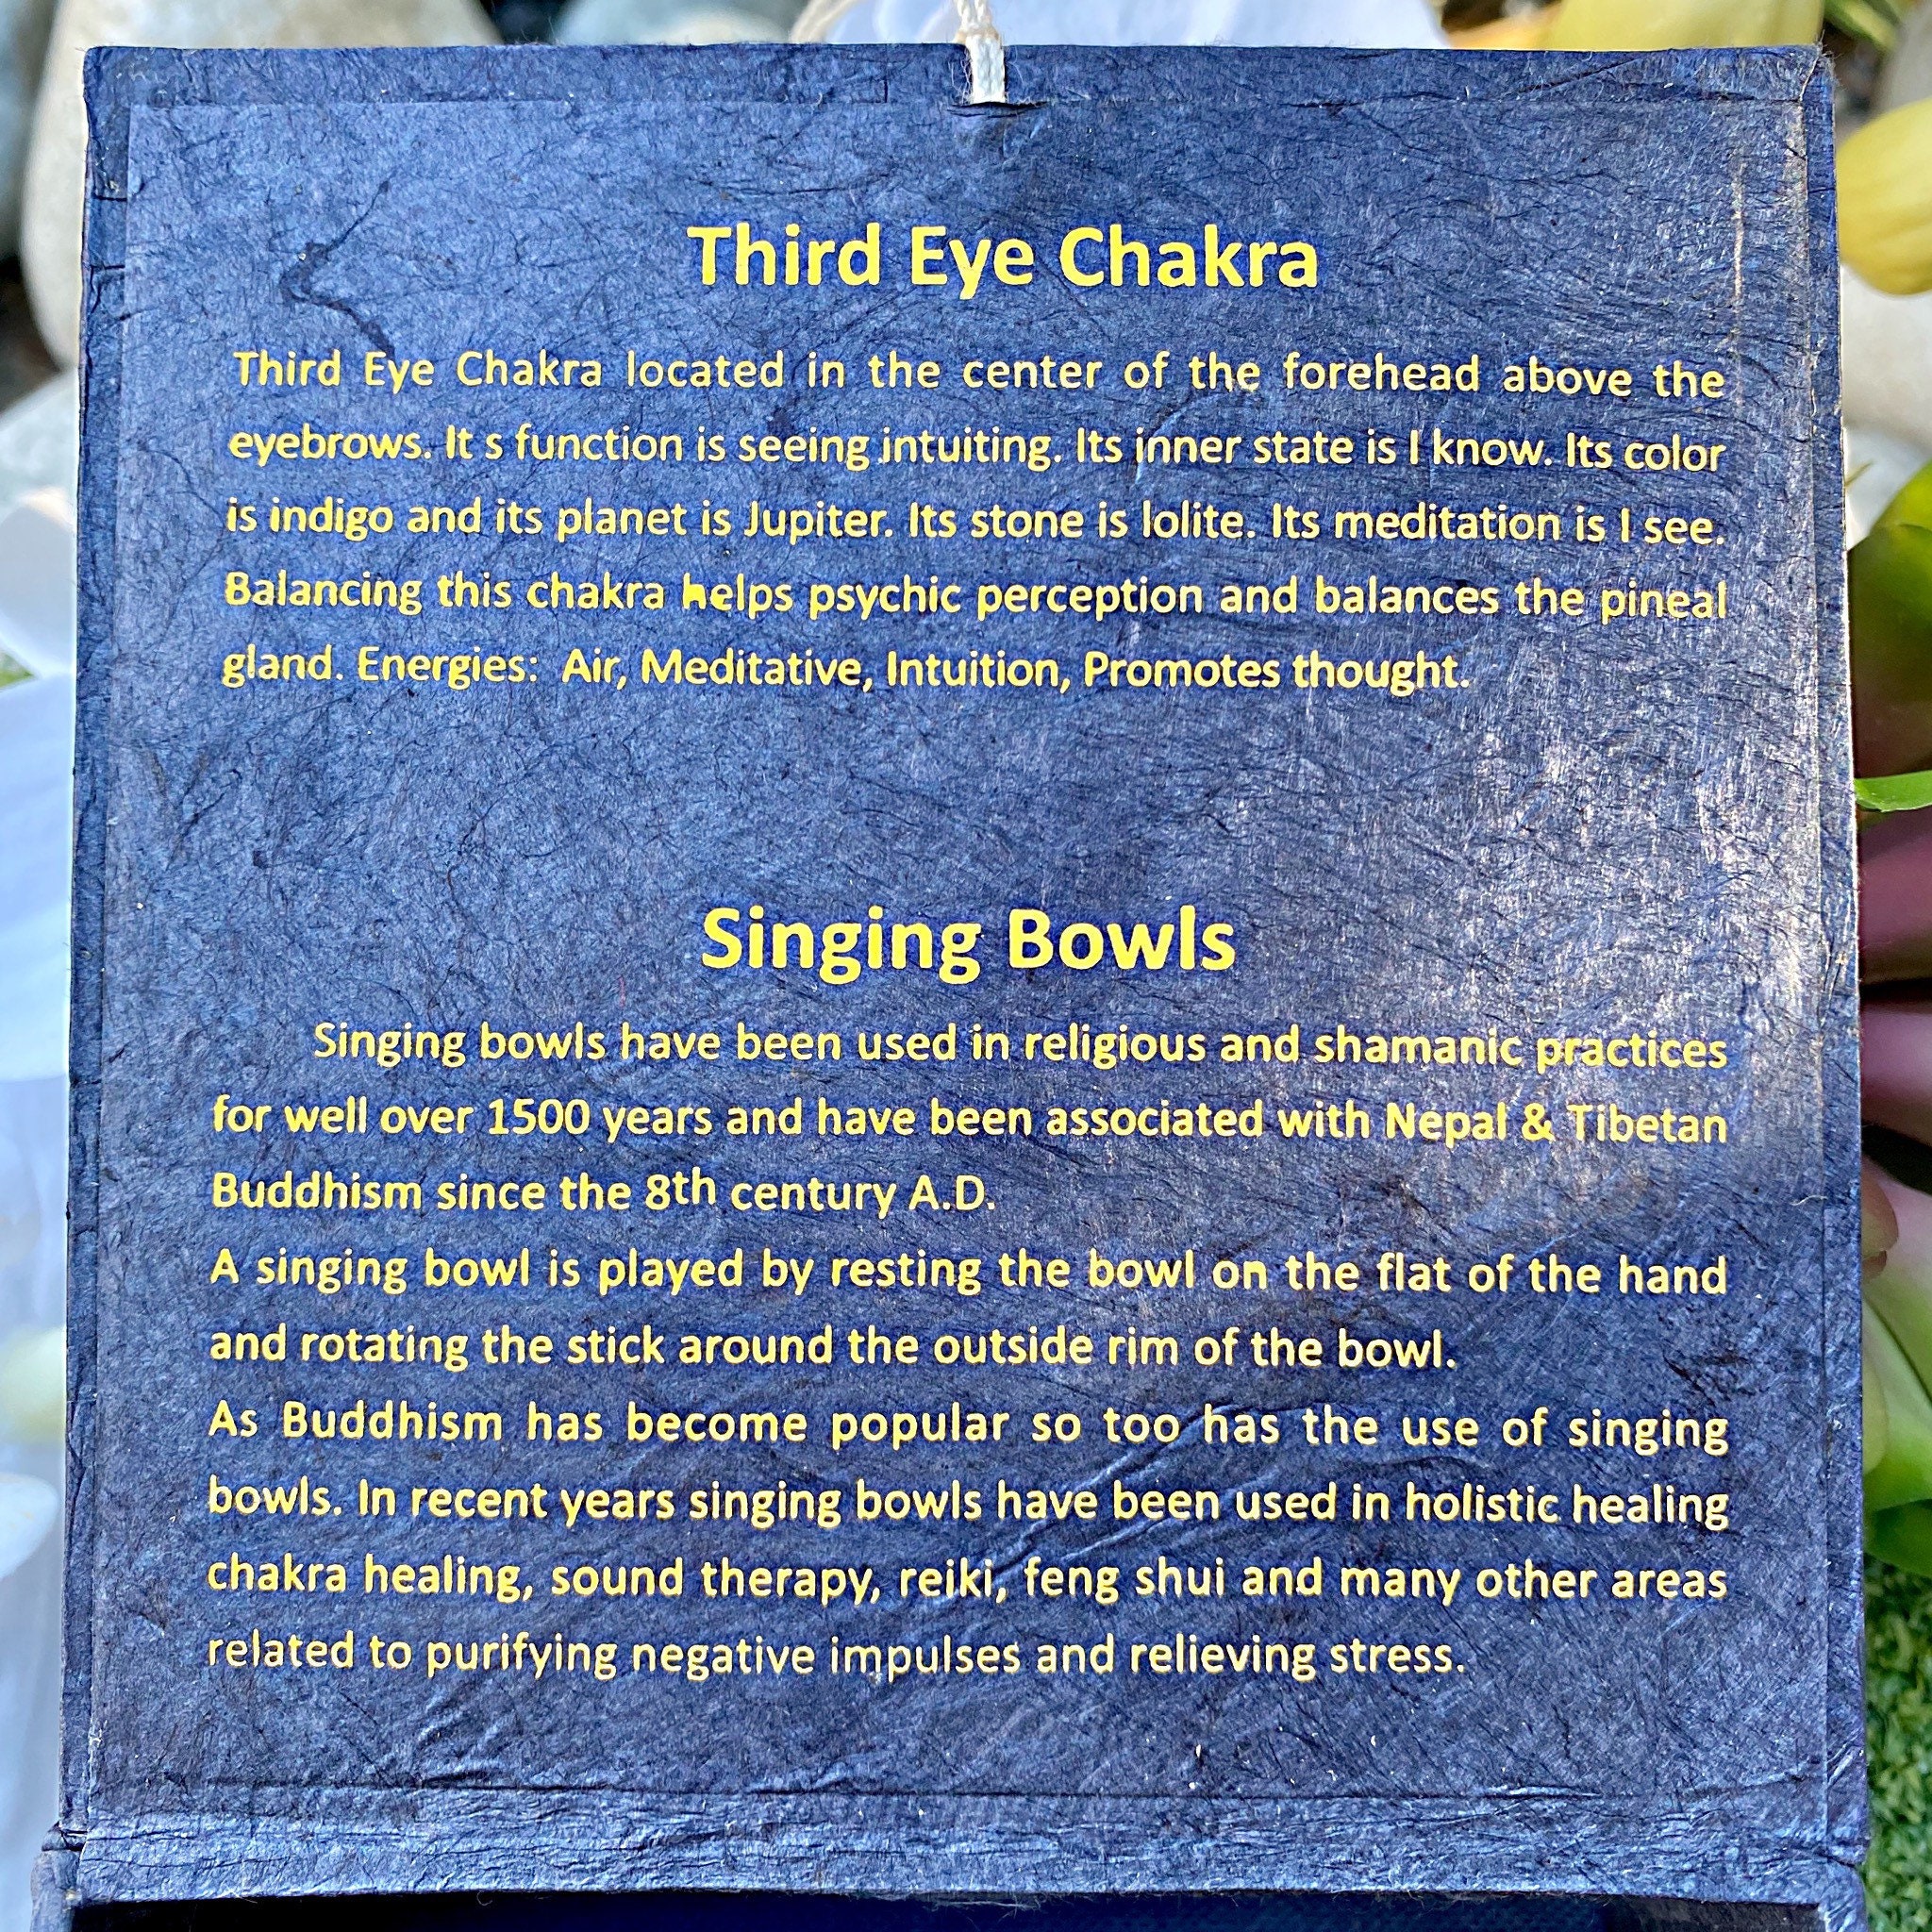 Third Eye Chakra
Third Eye Chakra located in the center of the forehead above the
eyebrows. It s function is seeing intuiting. Its inner state is I know. Its color
is indigo and its planet is Jupiter. Its stone is lolite. Its meditation is I see.
Balancing this chakra helps psychic perception and balances the pineal
gland. Energies: Air, Meditative, Intuition, Promotes thought.
Singing Bowls
Singing bowls have been used in religious and shamanic practices
for well over 1500 years and have been associated with Nepal & Tibetan
Buddhism since the 8th century A.D.
A singing bowl is played by resting the bowl on the flat of the hand
and rotating the stick around the outside rim of the bowl.
As Buddhism has become popular so too has the use of singing
bowls. In recent years singing bowls have been used in holistic healing
chakra healing, sound therapy, reiki, feng shui and many other areas
related to purifying negative impulses and relieving stress.